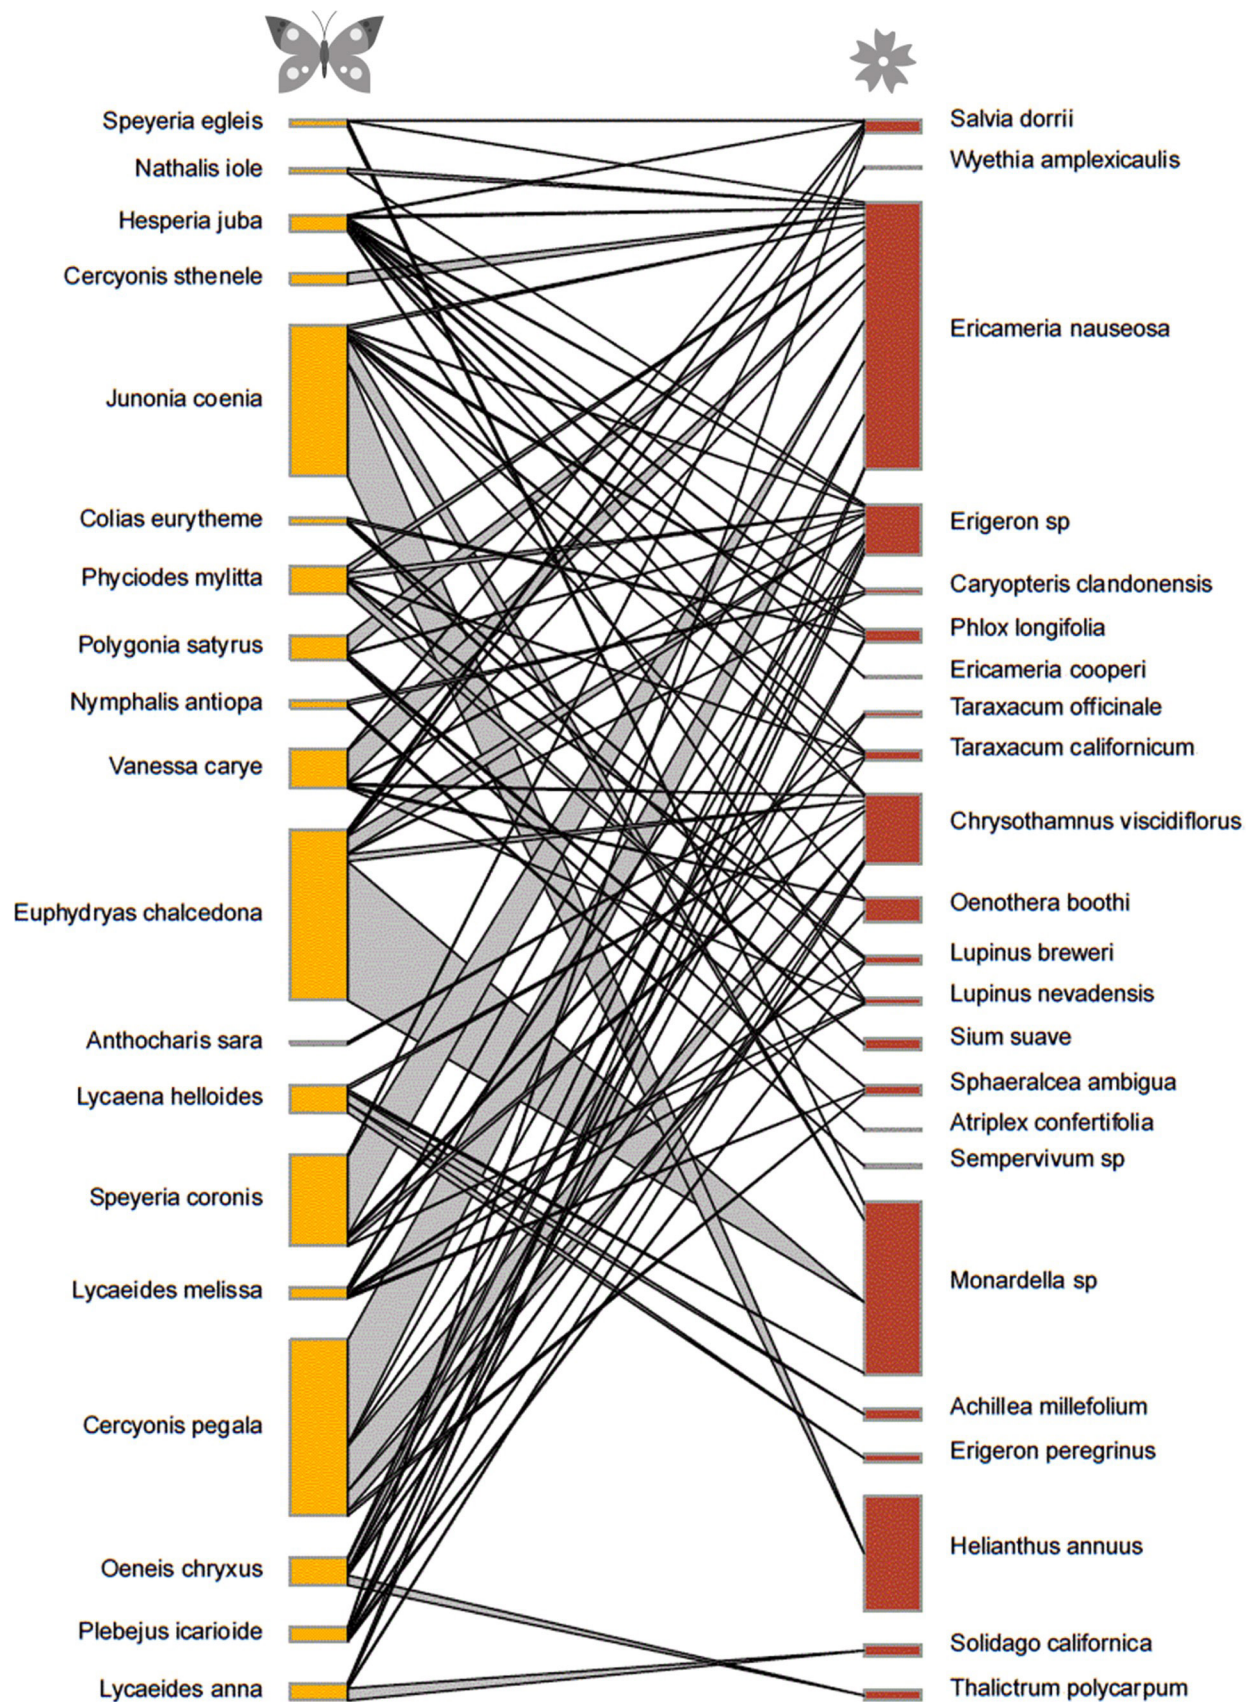 Speyeria egleis
Nathalis iole
Hesperia juba
Cercyonis sthenele
Junonia coenia
Colias eurytheme
Phyciodes mylitta
Polygonia satyrus
Nymphalis antiopa
Vanessa carye
Euphydryas chalcedona
Anthocharis sara
Lycaena helloides
Speyeria coronis
Lycaeides melissa
Cercyonis pegala
Oeneis chryxus
Plebejus icarioide
Lycaeides anna
Salvia dorrii
Wyethia amplexicaulis
Ericameria nauseosa
Erigeron sp
Caryopteris clandonensis
Phlox longifolia
Ericameria cooperi
Taraxacum officinale
Taraxacum californicum
Chrysothamnus viscidiflorus
Oenothera boothi
Lupinus breweri
Lupinus nevadensis
Sium suave
Sphaeralcea ambigua
Atriplex confertifolia
Sempervivum sp
Monardella sp
Achillea millefolium
Erigeron peregrinus
Helianthus annuus
Solidago californica
Thalictrum polycarpum